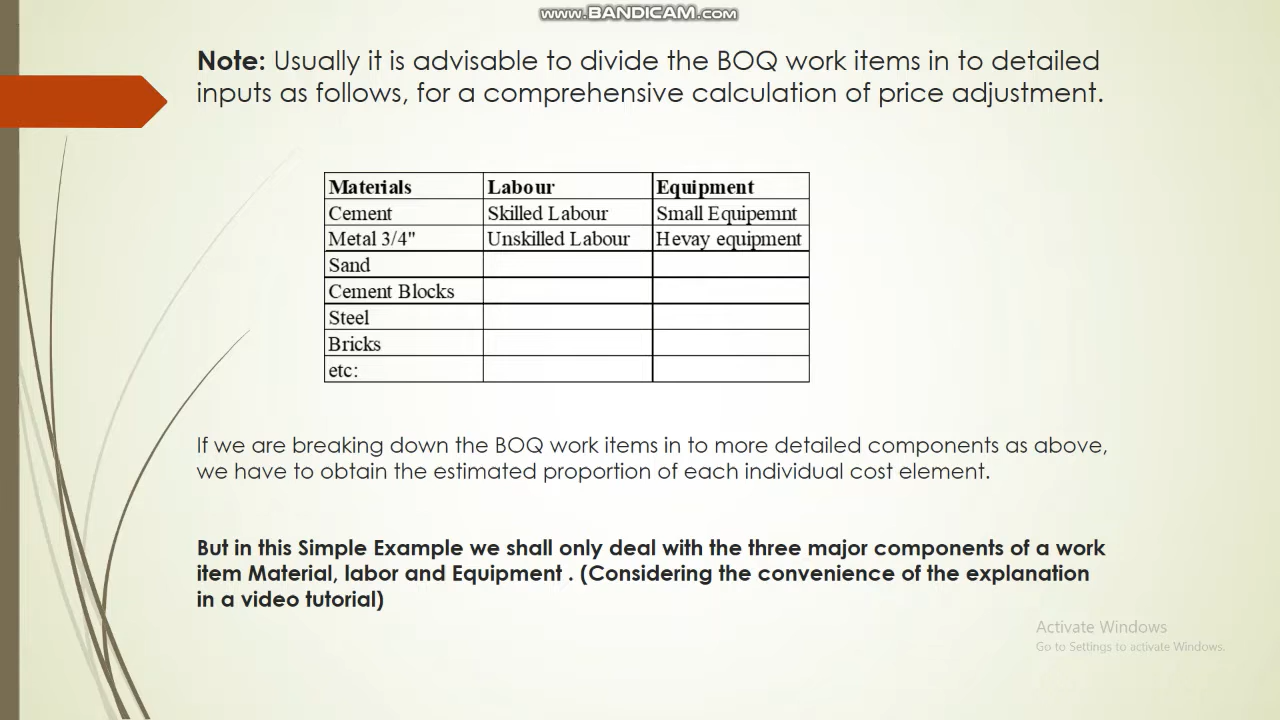 www.BANDICAM.com
Note: Usually it is advisable to divide the BOQ work items in to detailed
inputs as follows, for a comprehensive calculation of price adjustment.
Materials Labour Equipment
Cement Skilled Labour Small Equipemnt
Metal 3/4" Unskilled Labour Hevay equipment
Sand
Cement Blocks
Steel
Bricks
etc:
If we are breaking down the BOQ work items in to more detailed components as above,
we have to obtain the estimated proportion of each individual cost element.
But in this Simple Example we shall only deal with the three major components of a work
item Material, labor and Equipment . (Considering the convenience of the explanation
in a video tutorial)
Activate Windows
Go to Settings to activate Windows.